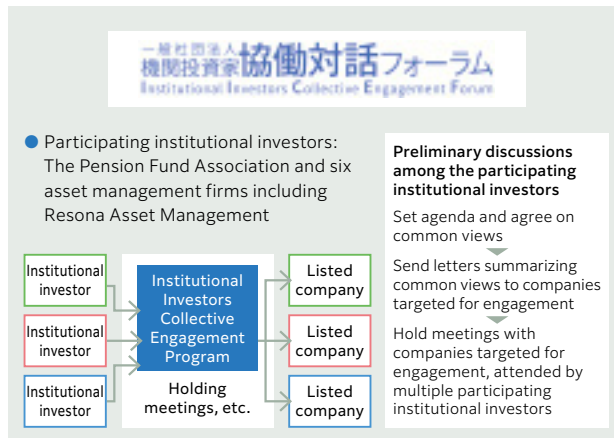 一般社団法人
機関投資家協働対話フォーラム
Institutional Investors Collective Engagement Forum
● Participating institutional investors:
The Pension Fund Association and six
asset management firms including
Resona Asset Management
Institutional
investor
Institutional
investor
Institutional
investor
Institutional
Investors
Collective
Engagement
Program
Holding
meetings, etc.
Listed
company
Listed
company
Listed
company
Preliminary discussions
among the participating
institutional investors
Set agenda and agree on
common views
Send letters summarizing
common views to companies
targeted for engagement
Hold meetings with
companies targeted for
engagement, attended by
multiple participating
institutional investors